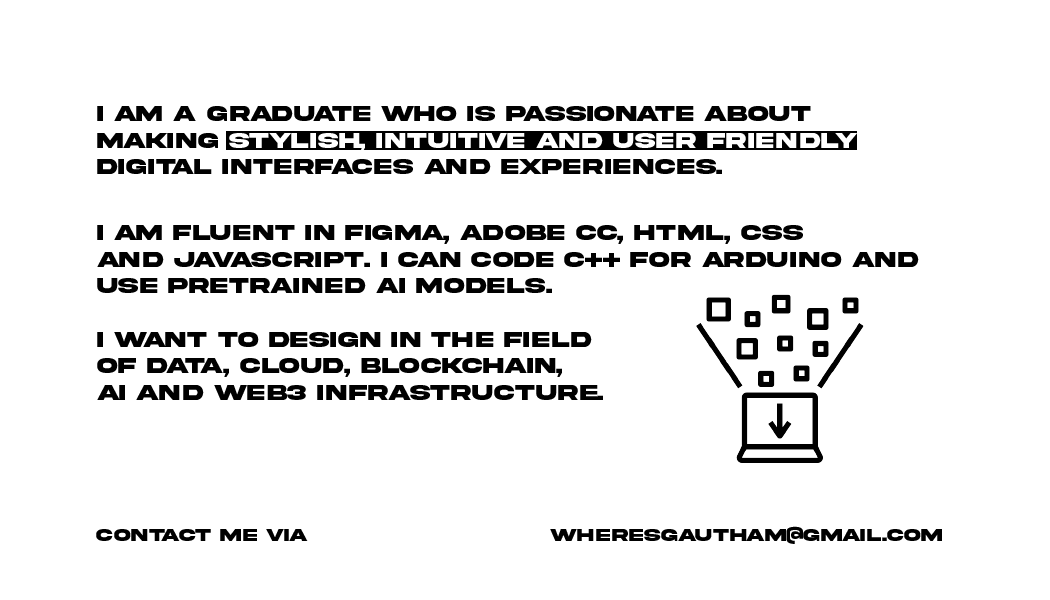 I AM A GRADUATE WHO IS PASSIONATE ABOUT
MAKING STYLISH, INTUITIVE AND USER FRIENDLY
DIGITAL INTERFACES AND EXPERIENCES.
I AM FLUENT IN FIGMA, ADOBE CC, HTML, CSS
AND JAVASCRIPT. I CAN CODE C++ FOR ARDUINO AND
USE PRETRAINED AI MODELS.
I WANT TO DESIGN IN THE FIELD
OF DATA, CLOUD, BLOCKCHAIN,
AI AND WEB3 INFRASTRUCTURE.
CONTACT ME VIA
WHERESGAUTHAM@GMAIL.COM